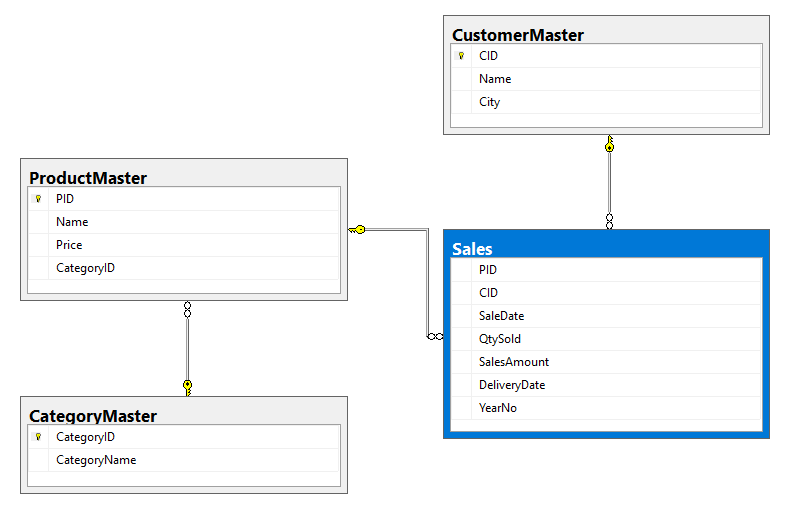 CustomerMaster
CID
Name
City
ProductMaster
PID
Name
Price
CategoryID
Sales
PID
CID
SaleDate
QtySold
SalesAmount
DeliveryDate
YearNo
CategoryMaster
CategoryID
CategoryName